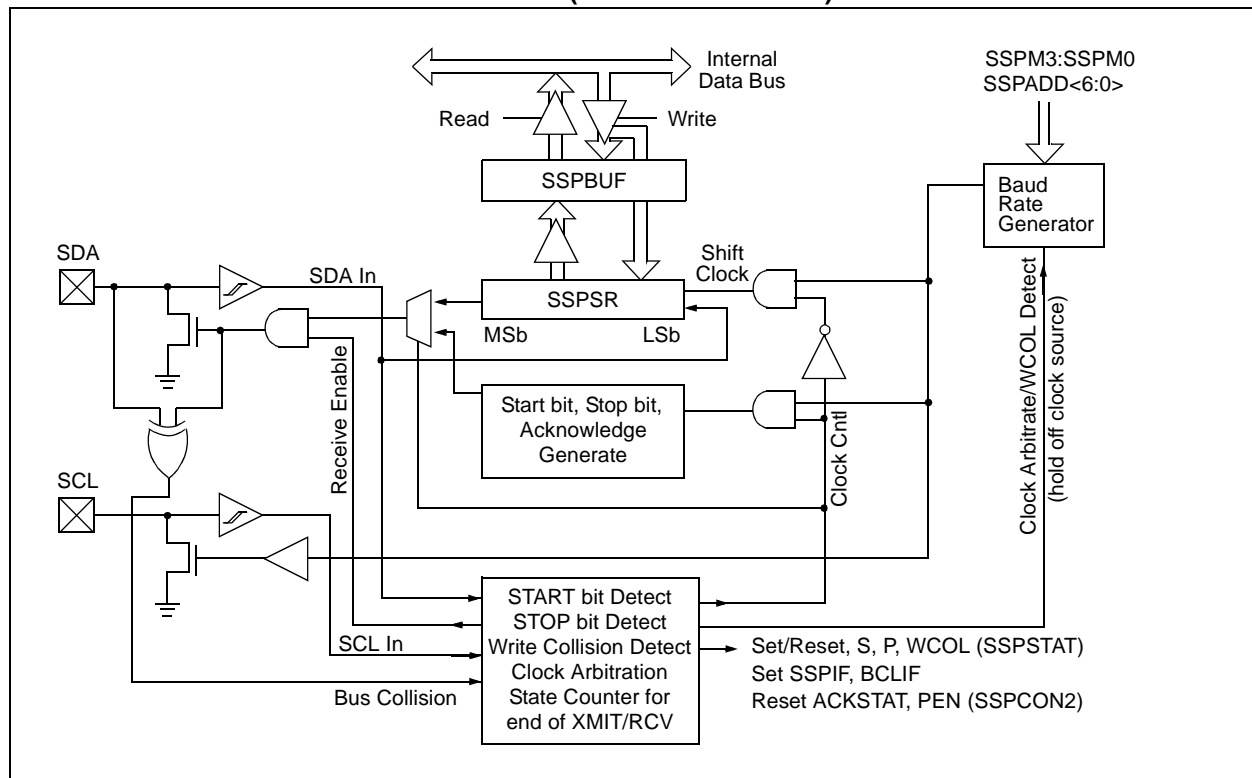 Internal
Data Bus
SSPM3:SSPM0
SSPADD<6:0>
Read
Write
SSPBUF
Baud
Rate
Generator
SDA
SDA In
Shift
Clock
SSPSR
MSb
LSb
Receive Enable
Start bit, Stop bit,
Acknowledge
Generate
Clock Cntl
Clock Arbitrate/WCOL Detect
(hold off clock source)
SCL
SCL In
Bus Collision
START bit Detect
STOP bit Detect
Write Collision Detect
Clock Arbitration
State Counter for
end of XMIT/RCV
Set/Reset, S, P, WCOL (SSPSTAT)
Set SSPIF, BCLIF
Reset ACKSTAT, PEN (SSPCON2)